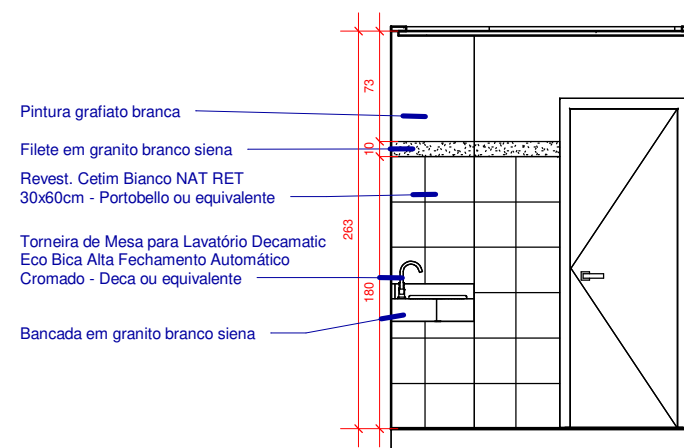 Pintura grafiato branca
Filete em granito branco siena
Revest. Cetim Bianco NAT RET
30x60cm - Portobello ou equivalente
Torneira de Mesa para Lavatório Decamatic
Eco Bica Alta Fechamento Automático
Cromado - Deca ou equivalente
Bancada em granito branco siena
73
10
263
180